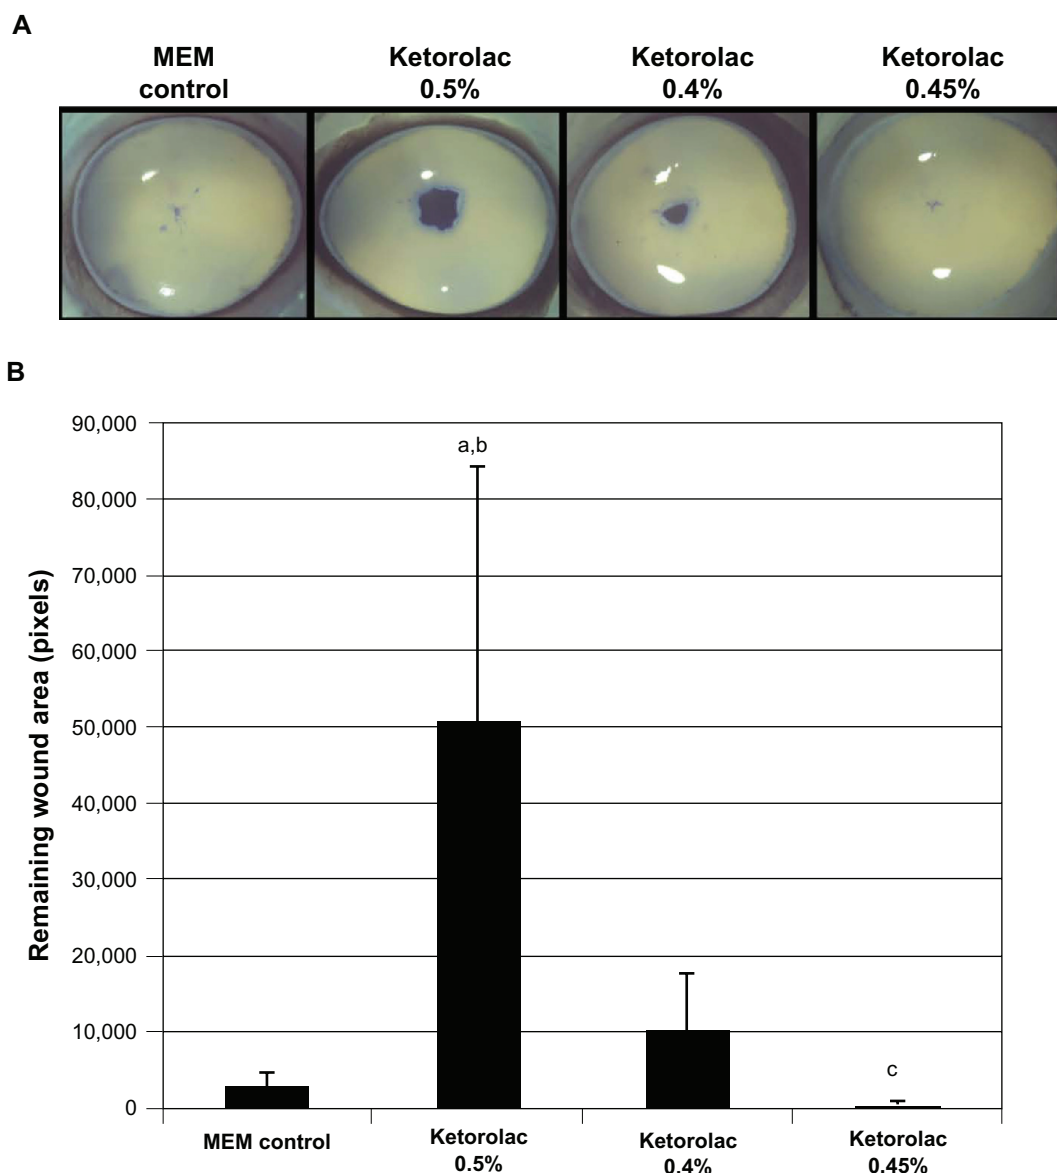 A
MEM
control
Ketorolac
0.5%
Ketorolac
0.4%
Ketorolac
0.45%
B
Remaining wound area (pixels)
90,000
80,000
70,000
60,000
50,000
40,000
30,000
20,000
10,000
0
a,b
c
MEM control
Ketorolac
0.5%
Ketorolac
0.4%
Ketorolac
0.45%